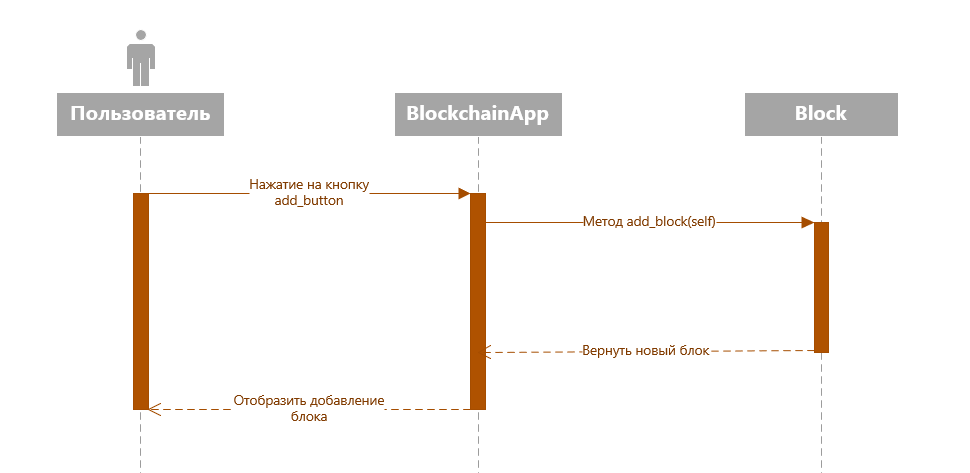 Пользователь
BlockchainApp
Block
Нажатие на кнопку
add_button
Метод add_block(self)
Вернуть новый блок
Отобразить добавление
блока